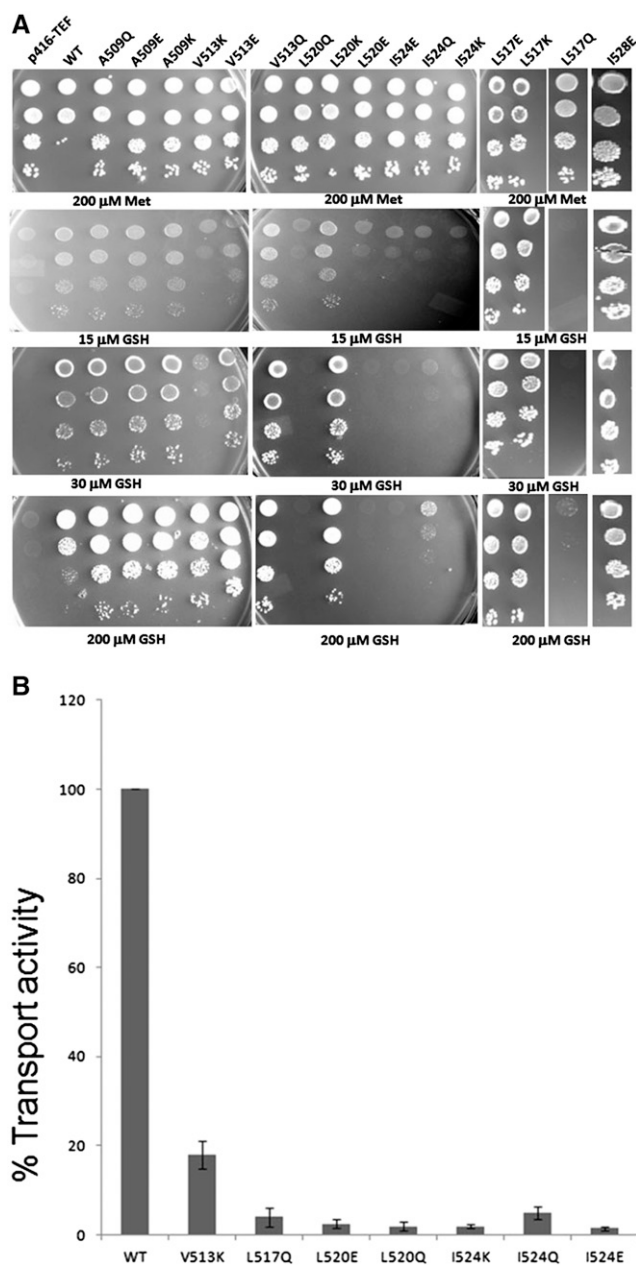 A
p416-TEF WT A509Q A509E A509K V513K V513E V513Q L520Q L520K L520E I524E I524Q I524K L517E L517K L517Q I528E
200 µM Met 200 µM Met 200 µM Met
15 µM GSH 15 µM GSH 15 µM GSH
30 µM GSH 30 µM GSH 30 µM GSH
200 µM GSH 200 µM GSH 200 µM GSH
B
% Transport activity
120
100
80
60
40
20
0
WT V513K L517Q L520E L520Q I524K I524Q I524E